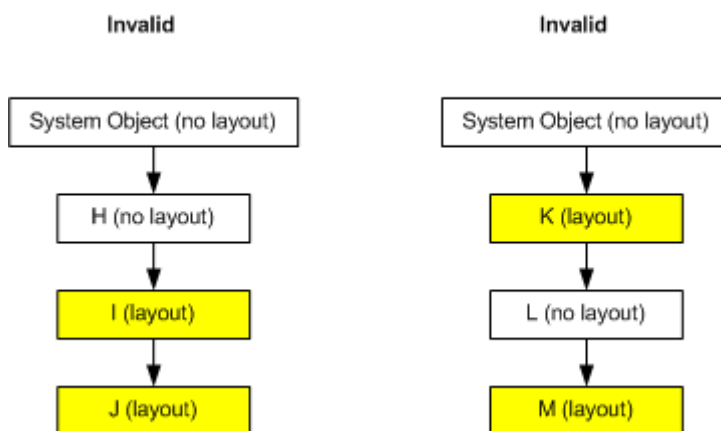 Invalid
System Object (no layout)
H (no layout)
I (layout)
J (layout)
Invalid
System Object (no layout)
K (layout)
L (no layout)
M (layout)